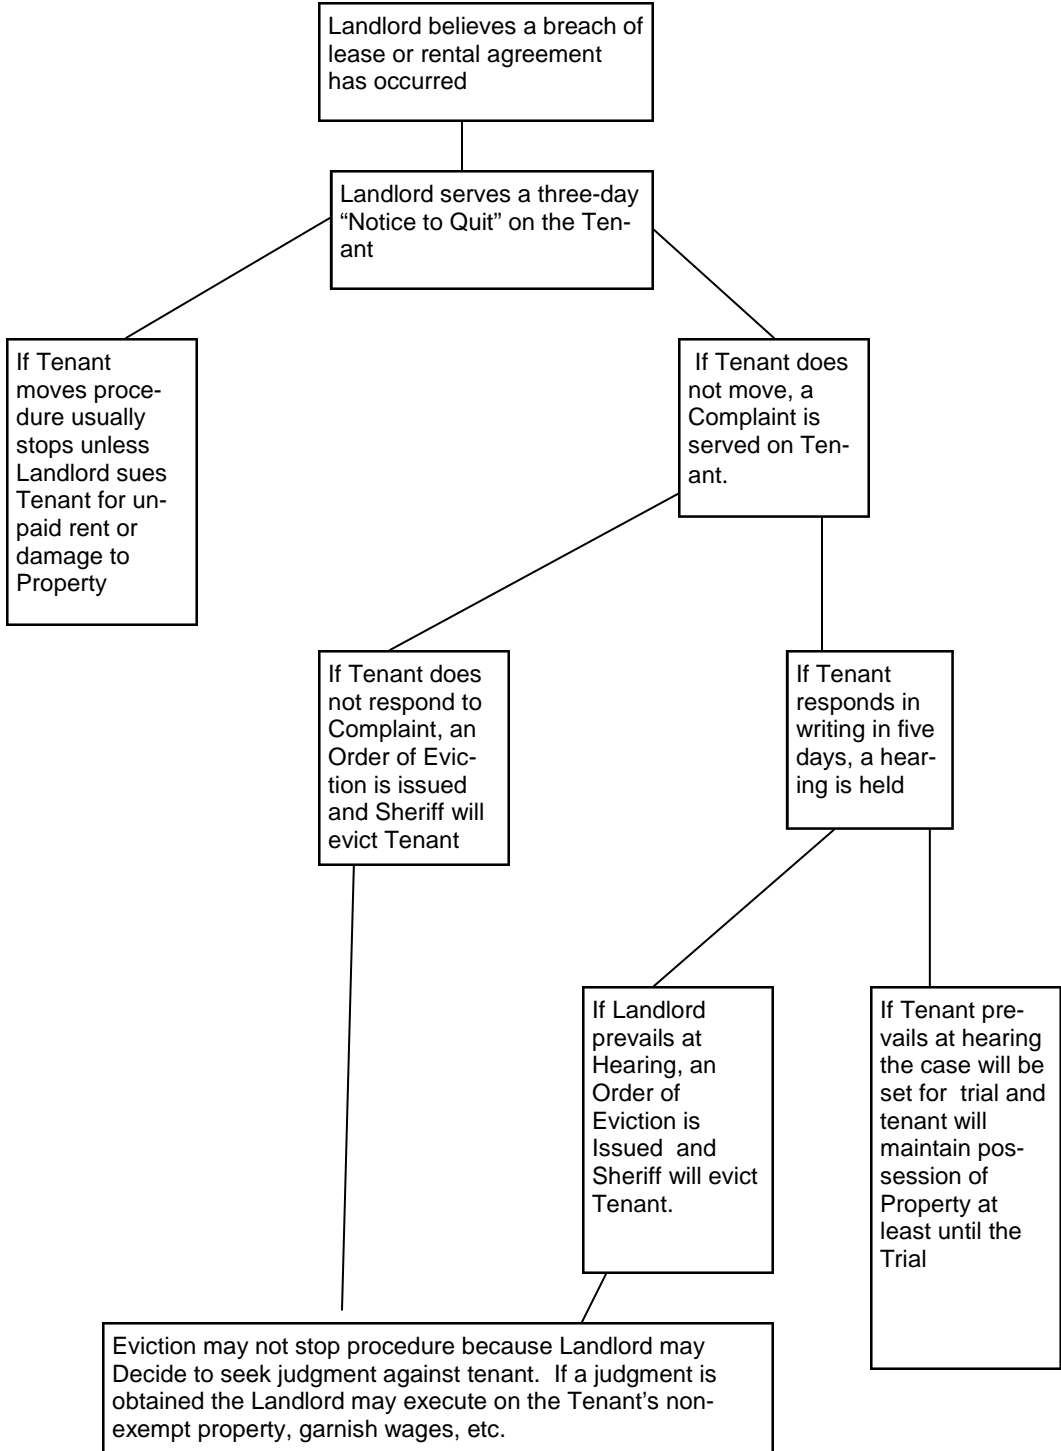 Landlord believes a breach of
lease or rental agreement
has occurred
Landlord serves a three-day
“Notice to Quit” on the Ten-
ant
If Tenant
moves proce-
dure usually
stops unless
Landlord sues
Tenant for un-
paid rent or
damage to
Property
If Tenant does
not move, a
Complaint is
served on Ten-
ant.
If Tenant does
not respond to
Complaint, an
Order of Evic-
tion is issued
and Sheriff will
evict Tenant
If Tenant
responds in
writing in five
days, a hear-
ing is held
If Landlord
prevails at
Hearing, an
Order of
Eviction is
Issued  and
Sheriff will evict
Tenant.
If Tenant pre-
vails at hearing
the case will be
set for  trial and
tenant will
maintain pos-
session of
Property at
least until the
Trial
Eviction may not stop procedure because Landlord may
Decide to seek judgment against tenant.  If a judgment is
obtained the Landlord may execute on the Tenant’s non-
exempt property, garnish wages, etc.